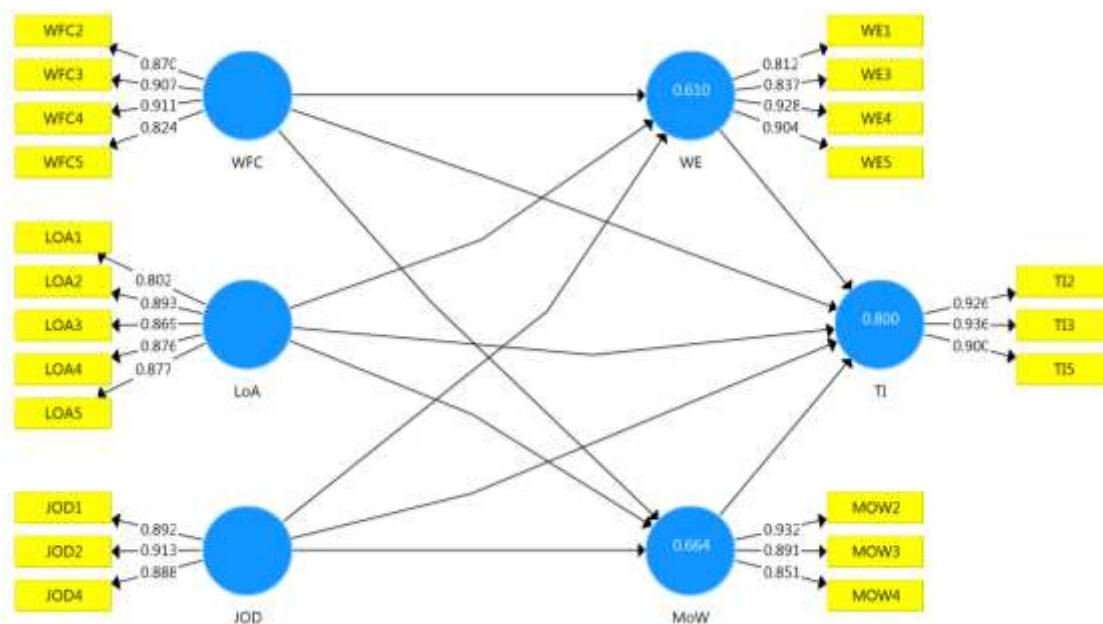 WFC2
WFC3
WFC4
WFC5
0.870
0.907
0.911
0.824
WFC
0.610
WE
0.812
0.837
0.928
0.904
WE1
WE3
WE4
WE5
LOA1
LOA2
LOA3
LOA4
LOA5
0.802
0.893
0.865
0.876
0.877
LoA
0.800
TI
0.926
0.936
0.900
TI2
TI3
TI5
JOD1
JOD2
JOD4
0.892
0.913
0.888
JOD
0.664
MoW
0.932
0.891
0.851
MOW2
MOW3
MOW4